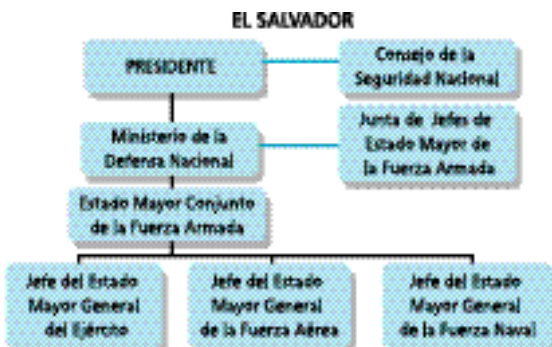 EL SALVADOR
PRESIDENTE
Consejo de la
Seguridad Nacional
Ministerio de la
Defensa Nacional
Junta de Jefes de
Estado Mayor de
la Fuerza Armada
Estado Mayor Conjunto
de la Fuerza Armada
Jefe del Estado
Mayor General
del Ejército
Jefe del Estado
Mayor General
de la Fuerza Aérea
Jefe del Estado
Mayor General
de la Fuerza Naval